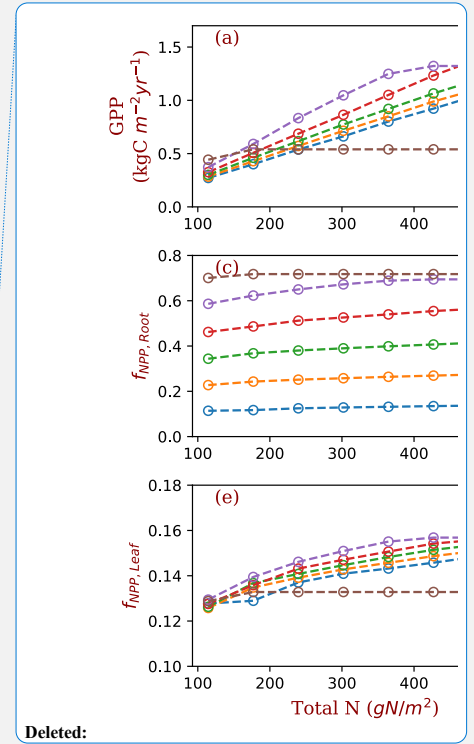 (a)
GPP
(kgC m⁻²yr⁻¹)
1.5
1.0
0.5
0.0
100 200 300 400
(c)
f_NPP,Root
0.8
0.6
0.4
0.2
0.0
100 200 300 400
(e)
f_NPP,Leaf
0.18
0.16
0.14
0.12
0.10
100 200 300 400
Total N (gN/m²)
Deleted: